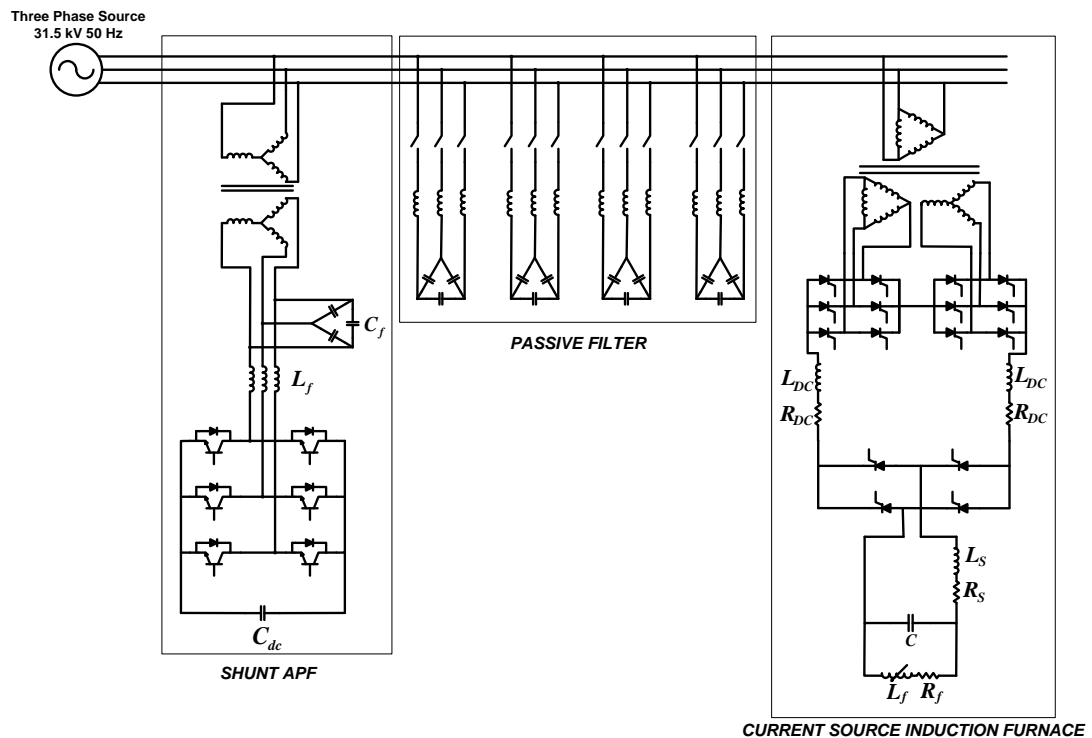 Three Phase Source
31.5 kV 50 Hz
C_f
L_f
C_dc
SHUNT APF
PASSIVE FILTER
L_DC
L_DC
R_DC
R_DC
L_S
R_S
C
L_f
R_f
CURRENT SOURCE INDUCTION FURNACE